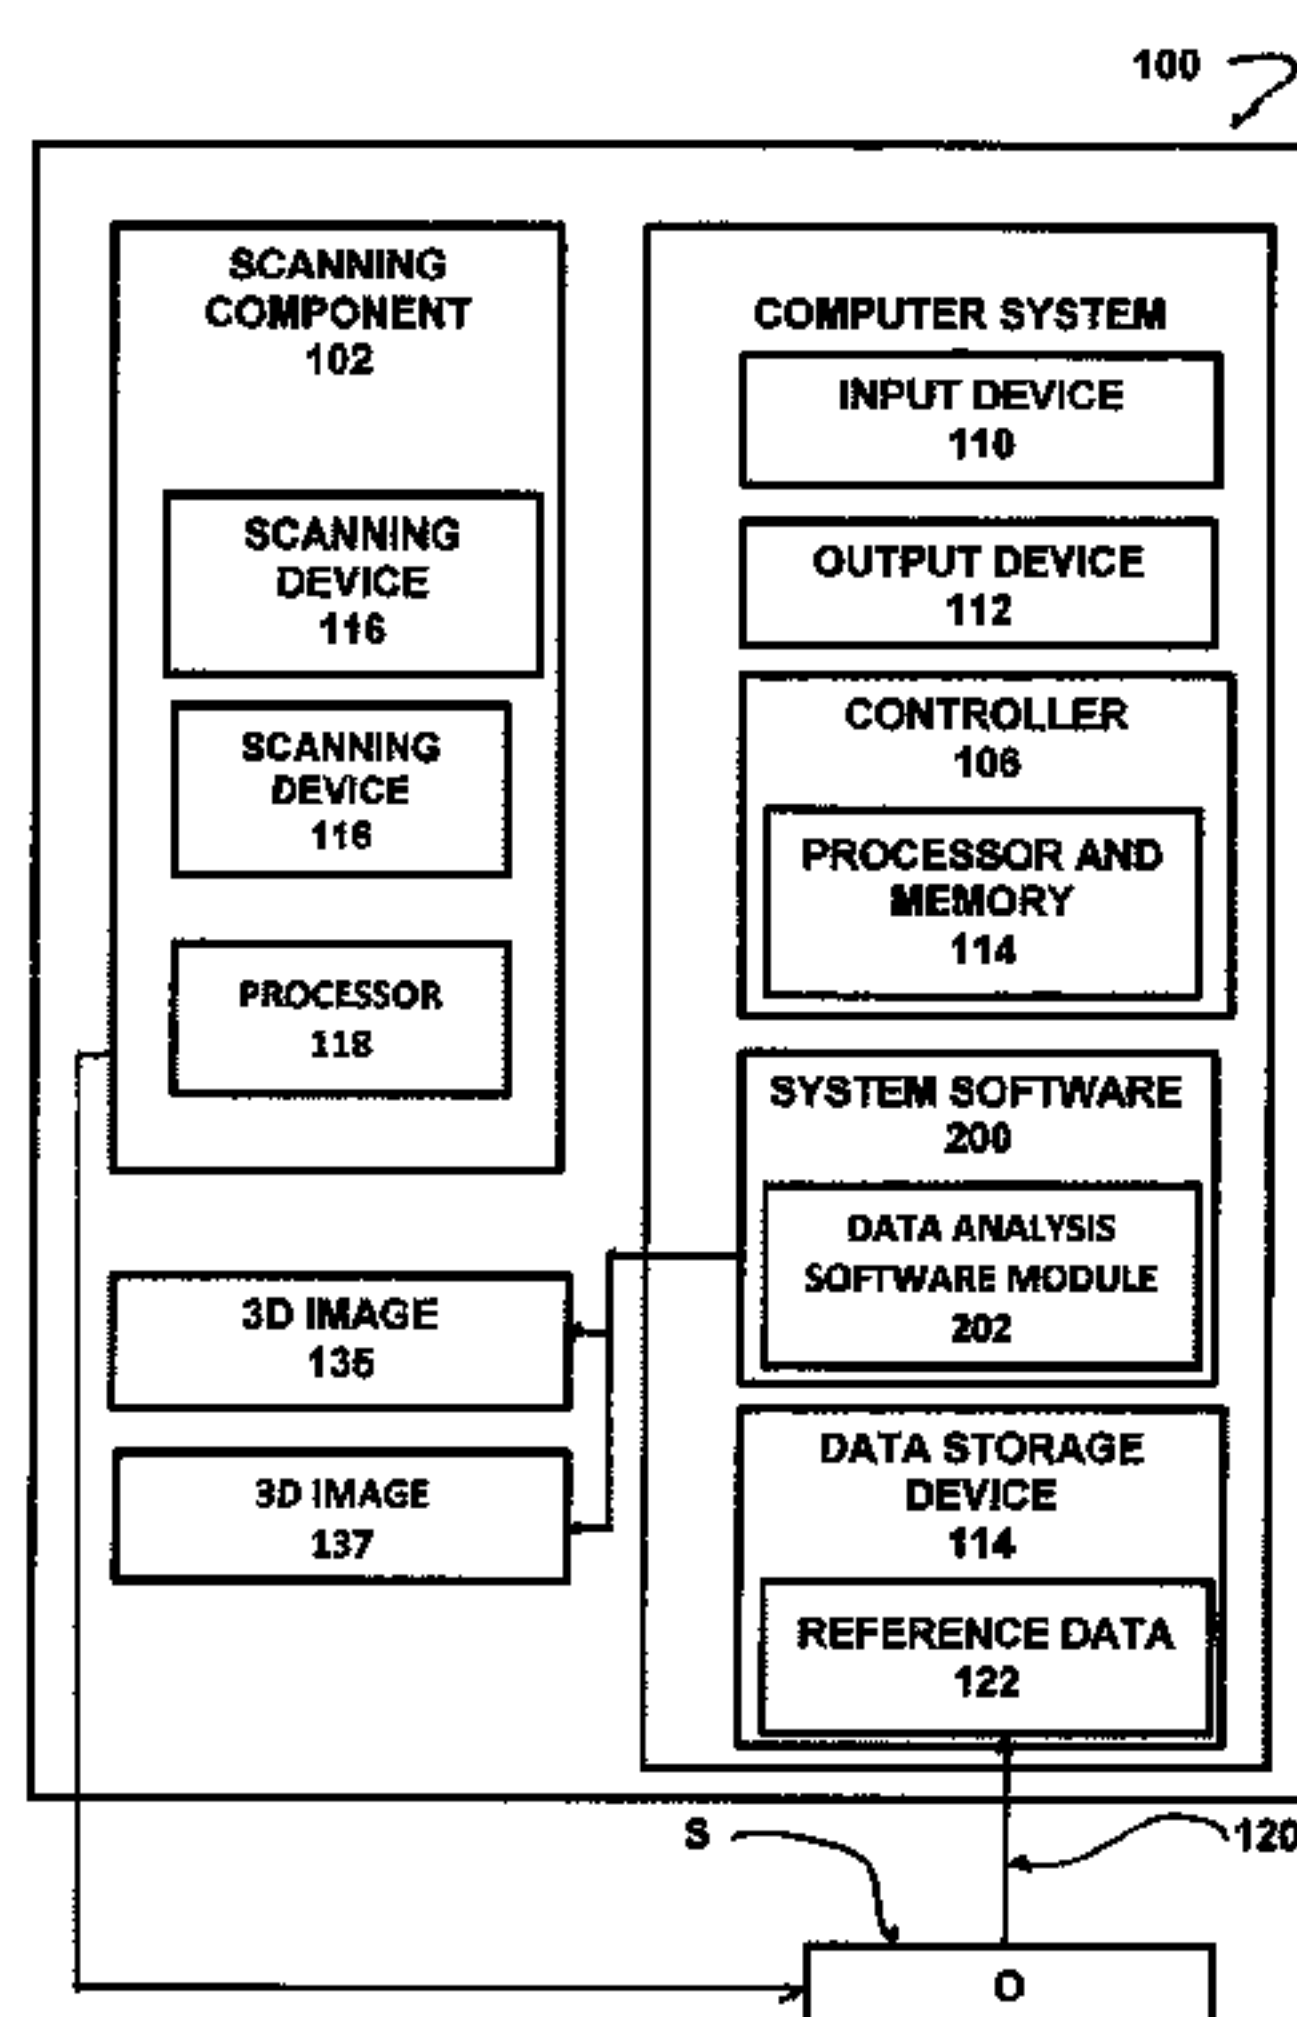 100
SCANNING
COMPONENT
102
SCANNING
DEVICE
116
SCANNING
DEVICE
116
PROCESSOR
118
3D IMAGE
135
3D IMAGE
137
COMPUTER SYSTEM
INPUT DEVICE
110
OUTPUT DEVICE
112
CONTROLLER
106
PROCESSOR AND
MEMORY
114
SYSTEM SOFTWARE
200
DATA ANALYSIS
SOFTWARE MODULE
202
DATA STORAGE
DEVICE
114
REFERENCE DATA
122
S
120
O